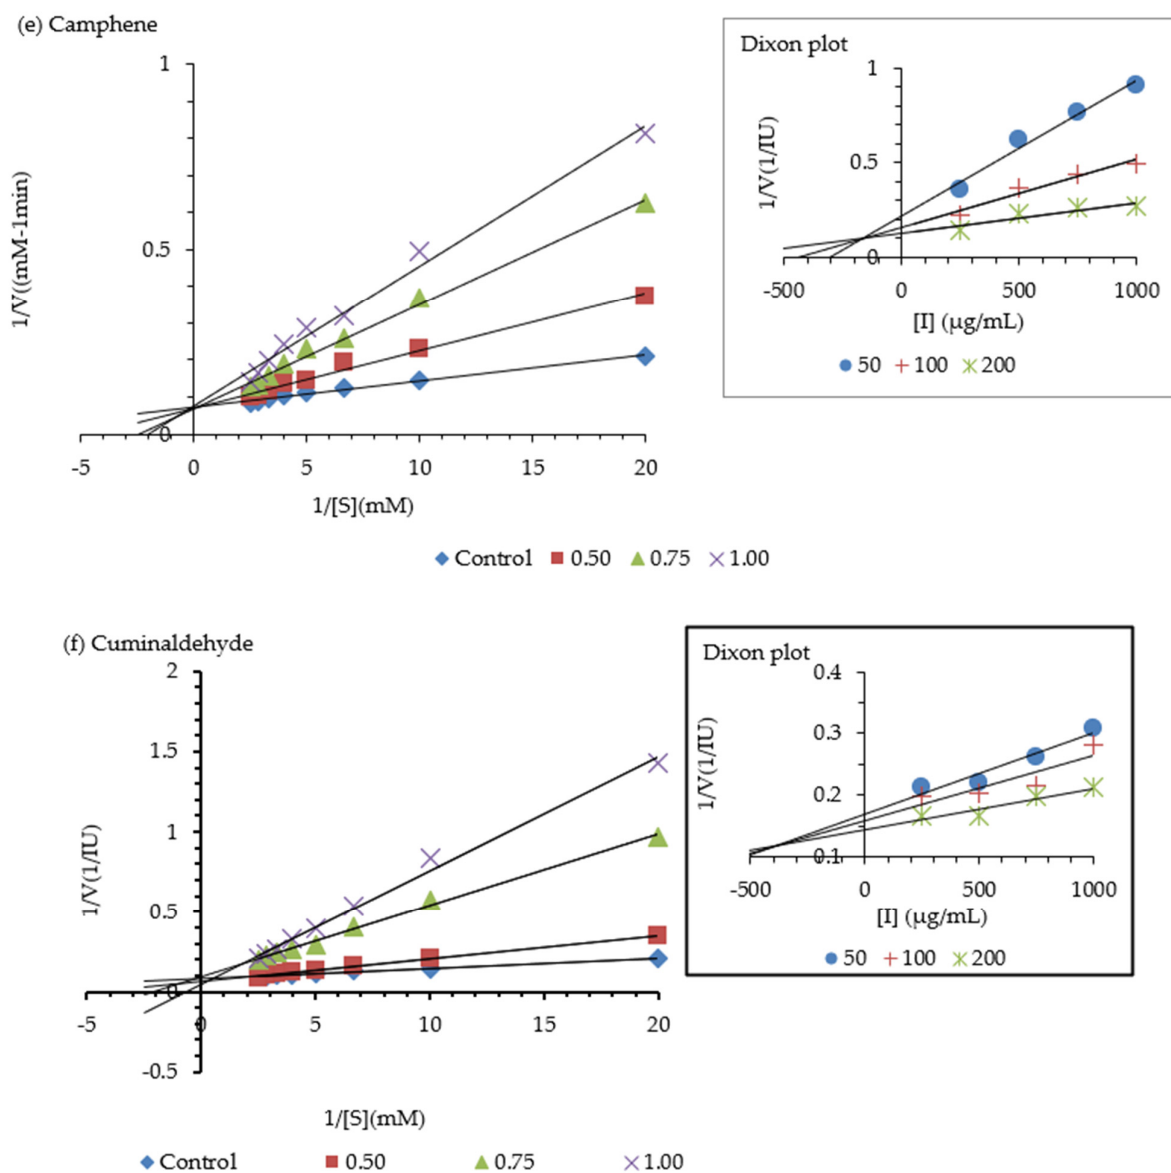 (e) Camphene
1
0.5
0
-5 0 5 10 15 20
1/V((mM-1min)
1/[S](mM)
Dixon plot
1
0.5
0
-500 0 500 1000
1/V(1/IU)
[I] (µg/mL)
50 100 200
Control 0.50 0.75 1.00
(f) Cuminaldehyde
2
1.5
1
0.5
0
-0.5
-5 0 5 10 15 20
1/V(1/IU)
1/[S](mM)
Dixon plot
0.4
0.3
0.2
0.1
-500 0 500 1000
1/V(1/IU)
[I] (µg/mL)
50 100 200
Control 0.50 0.75 1.00